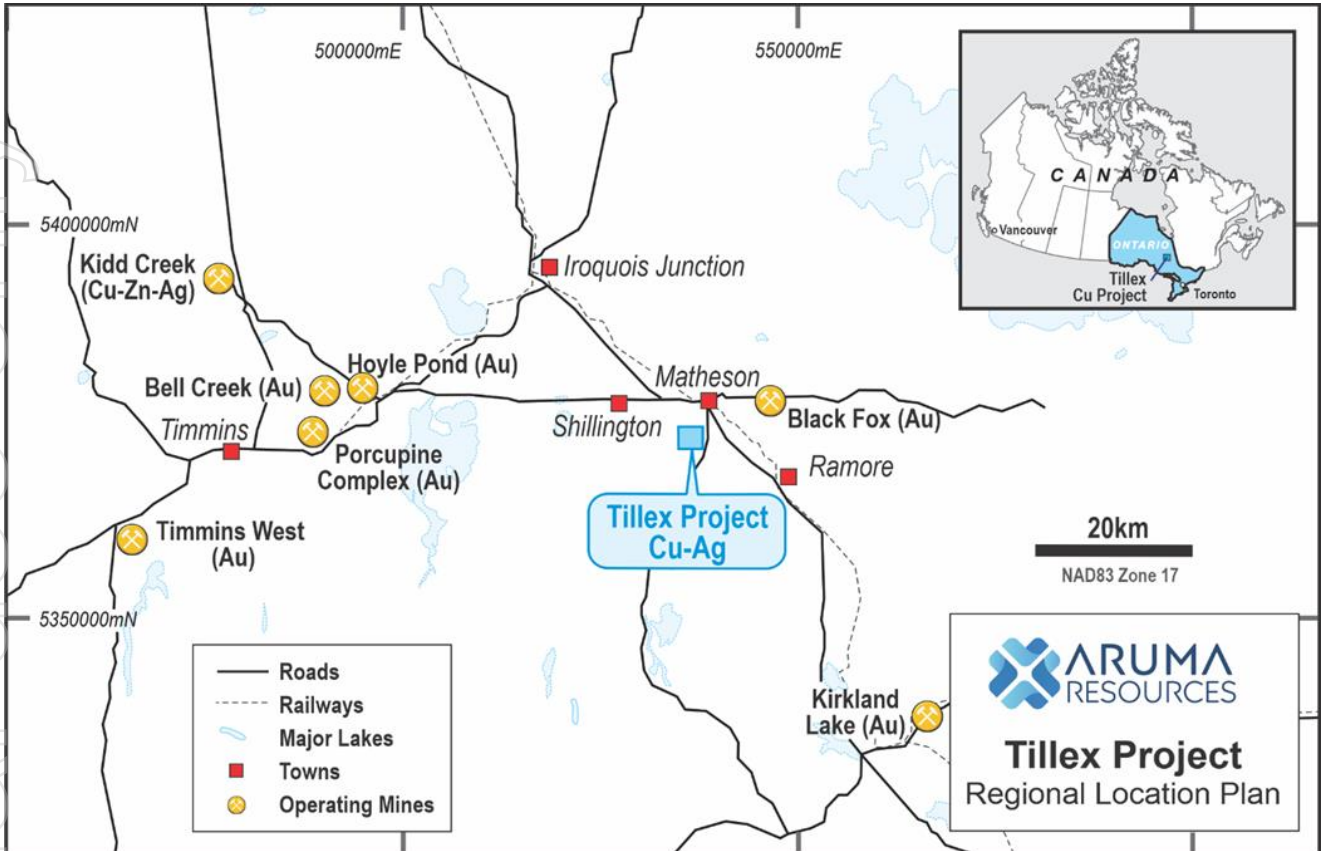 500000mE
550000mE
5400000mN
Kidd Creek
(Cu-Zn-Ag)
Iroquois Junction
Hoyle Pond (Au)
Bell Creek (Au)
Matheson
Timmins
Shillington
Black Fox (Au)
Porcupine
Complex (Au)
Ramore
Tillex Project
Cu-Ag
Timmins West
(Au)
20km
NAD83 Zone 17
5350000mN
Kirkland
Lake (Au)
CANADA
Vancouver
ONTARIO
Tillex
Cu Project
Toronto
Roads
Railways
Major Lakes
Towns
Operating Mines
ARUMA
RESOURCES
Tillex Project
Regional Location Plan